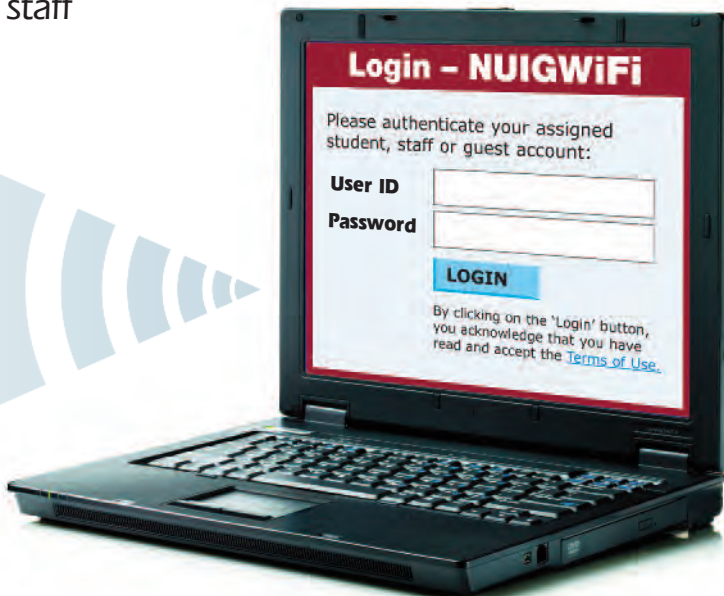 staff
Login – NUIGWiFi
Please authenticate your assigned
student, staff or guest account:
User ID
Password
LOGIN
By clicking on the 'Login' button,
you acknowledge that you have
read and accept the Terms of Use.